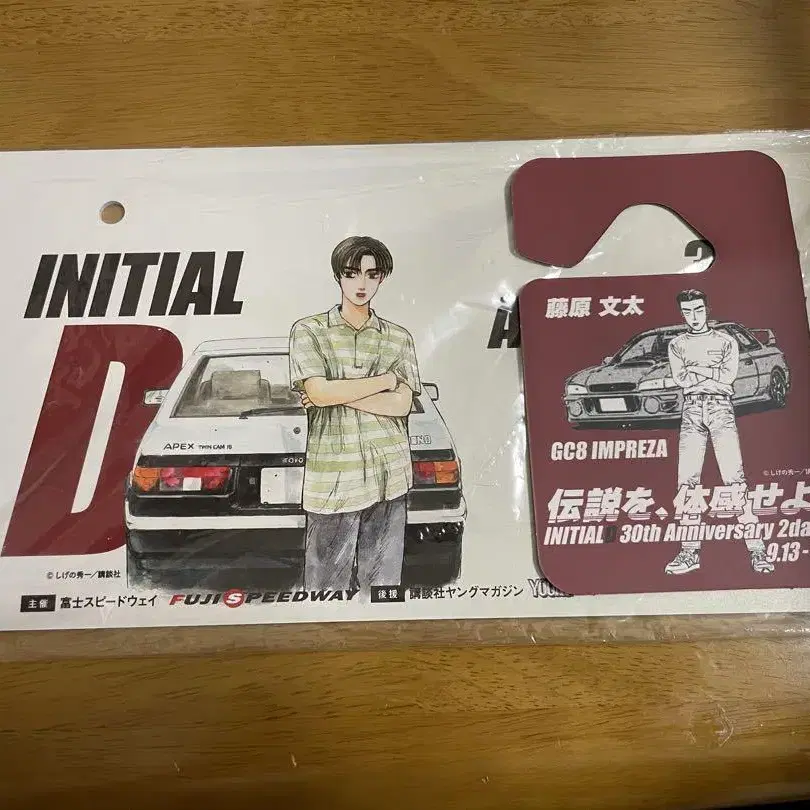 INITIAL
D
APEX TWIN CAM 16
© しげの秀一／講談社
主催 富士スピードウェイ FUJI SPEEDWAY 後援 講談社ヤングマガジン
藤原 文太
GC8 IMPREZA
© しげの秀一／
伝説を、体感せよ
INITIAL D 30th Anniversary 2da
9.13 -